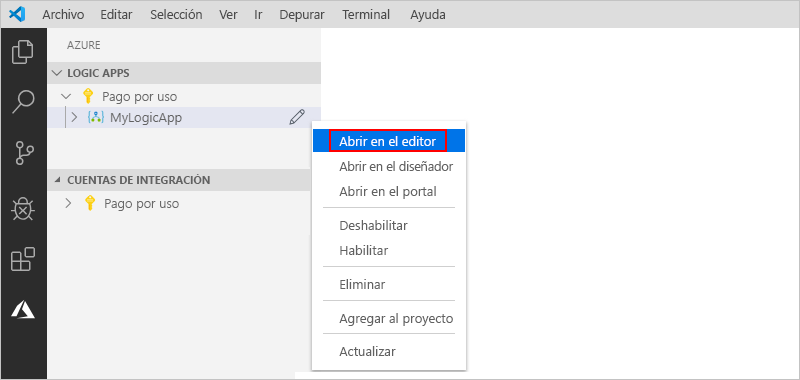 Archivo Editar Selección Ver Ir Depurar Terminal Ayuda
AZURE
LOGIC APPS
Pago por uso
MyLogicApp
CUENTAS DE INTEGRACIÓN
Pago por uso
Abrir en el editor
Abrir en el diseñador
Abrir en el portal
Deshabilitar
Habilitar
Eliminar
Agregar al proyecto
Actualizar